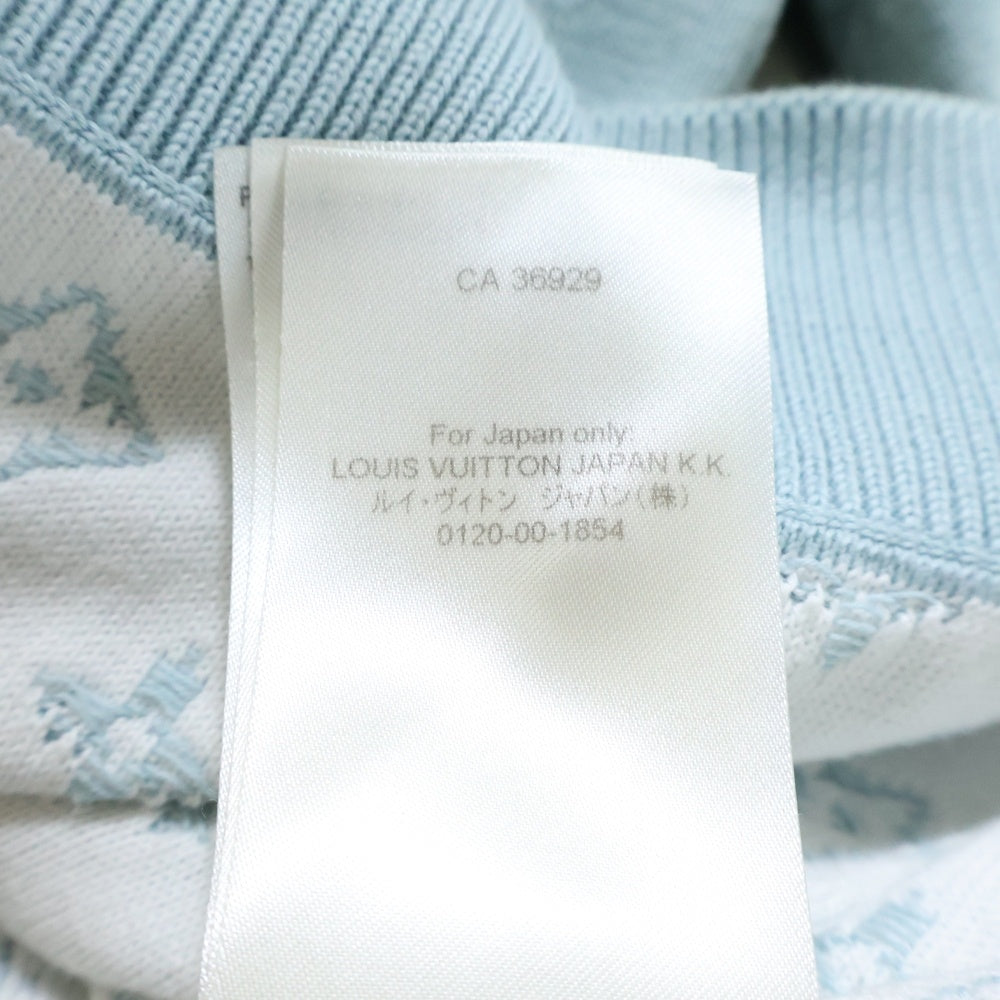 CA 36929
For Japan only:
LOUIS VUITTON JAPAN K.K.
ルイ・ヴィトン ジャパン(株)
0120-00-1854